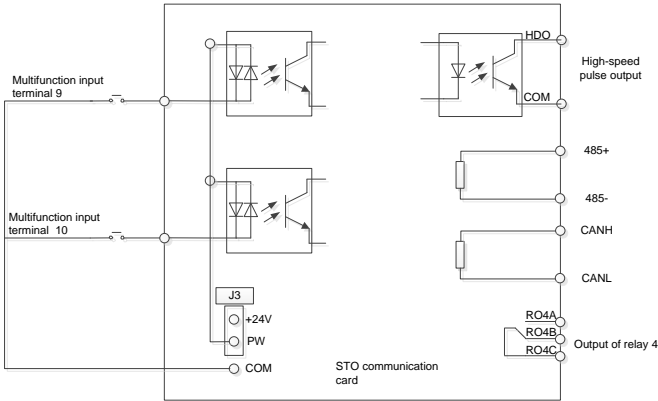 Multifunction input
terminal 9
Multifunction input
terminal 10
J3
+24V
PW
COM
STO communication
card
HDO
COM
High-speed
pulse output
485+
485-
CANH
CANL
RO4A
RO4B
RO4C
Output of relay 4